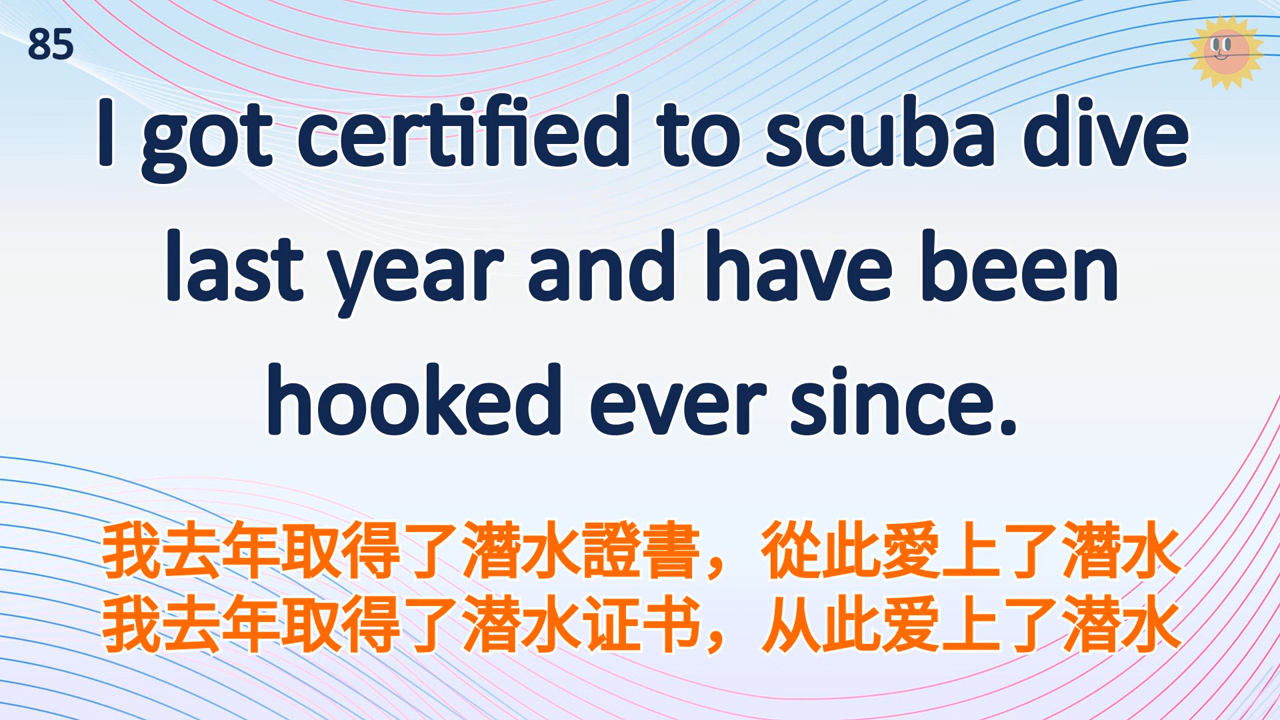 85
I got certified to scuba dive
last year and have been
hooked ever since.
我去年取得了潛水證書，從此愛上了潛水
我去年取得了潜水证书，从此爱上了潜水